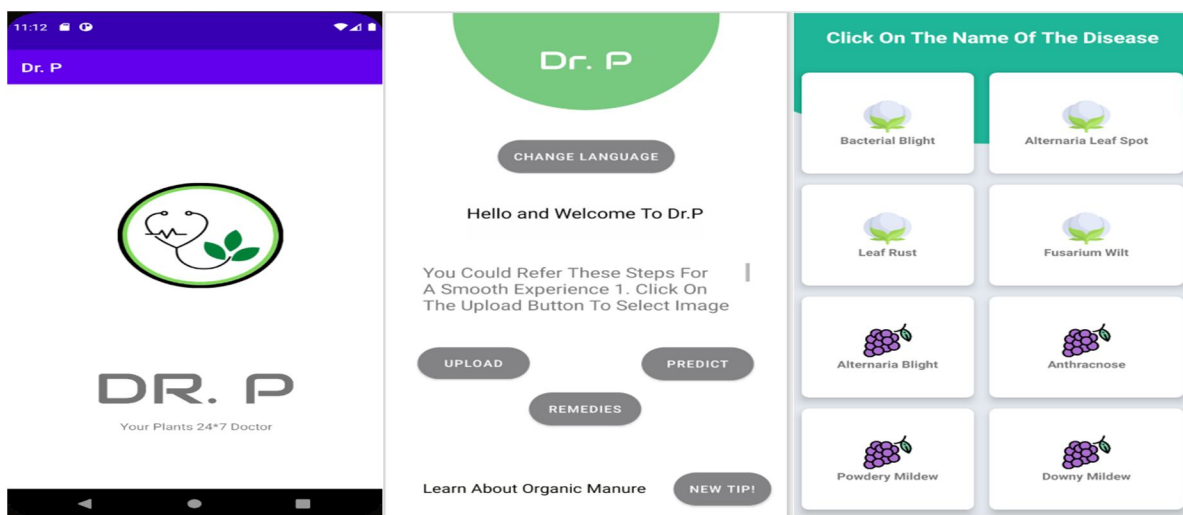 11:12
Dr. P
DR. P
Your Plants 24*7 Doctor
Dr. P
CHANGE LANGUAGE
Hello and Welcome To Dr.P
You Could Refer These Steps For
A Smooth Experience 1. Click On
The Upload Button To Select Image
UPLOAD
PREDICT
REMEDIES
Learn About Organic Manure
NEW TIP!
Click On The Name Of The Disease
Bacterial Blight
Alternaria Leaf Spot
Leaf Rust
Fusarium Wilt
Alternaria Blight
Anthracnose
Powdery Mildew
Downy Mildew